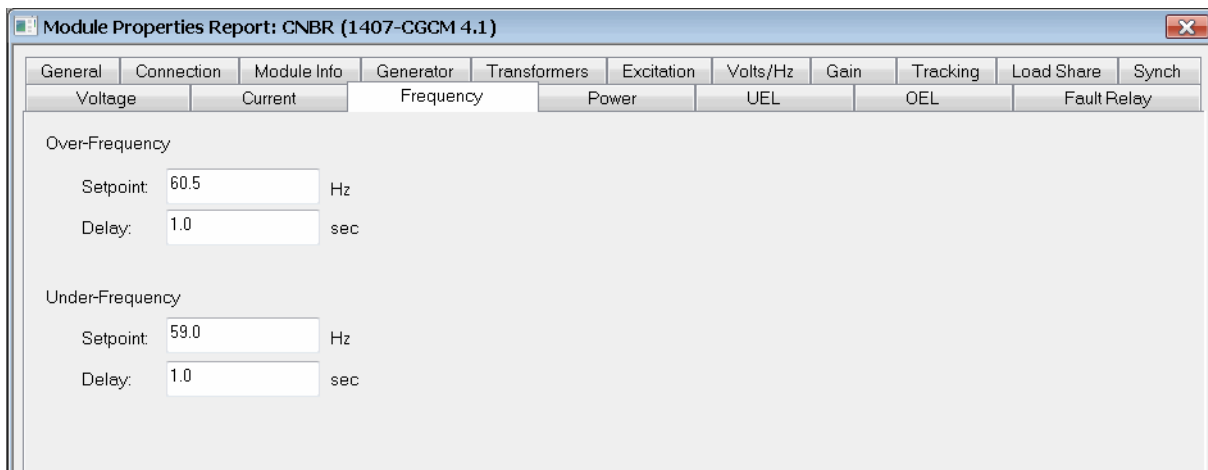 Module Properties Report: CNBR (1407-CGCM 4.1)
General Connection Module Info Generator Transformers Excitation Volts/Hz Gain Tracking Load Share Synch
Voltage Current Frequency Power UEL OEL Fault Relay
Over-Frequency
Setpoint: 60.5 Hz
Delay: 1.0 sec
Under-Frequency
Setpoint: 59.0 Hz
Delay: 1.0 sec